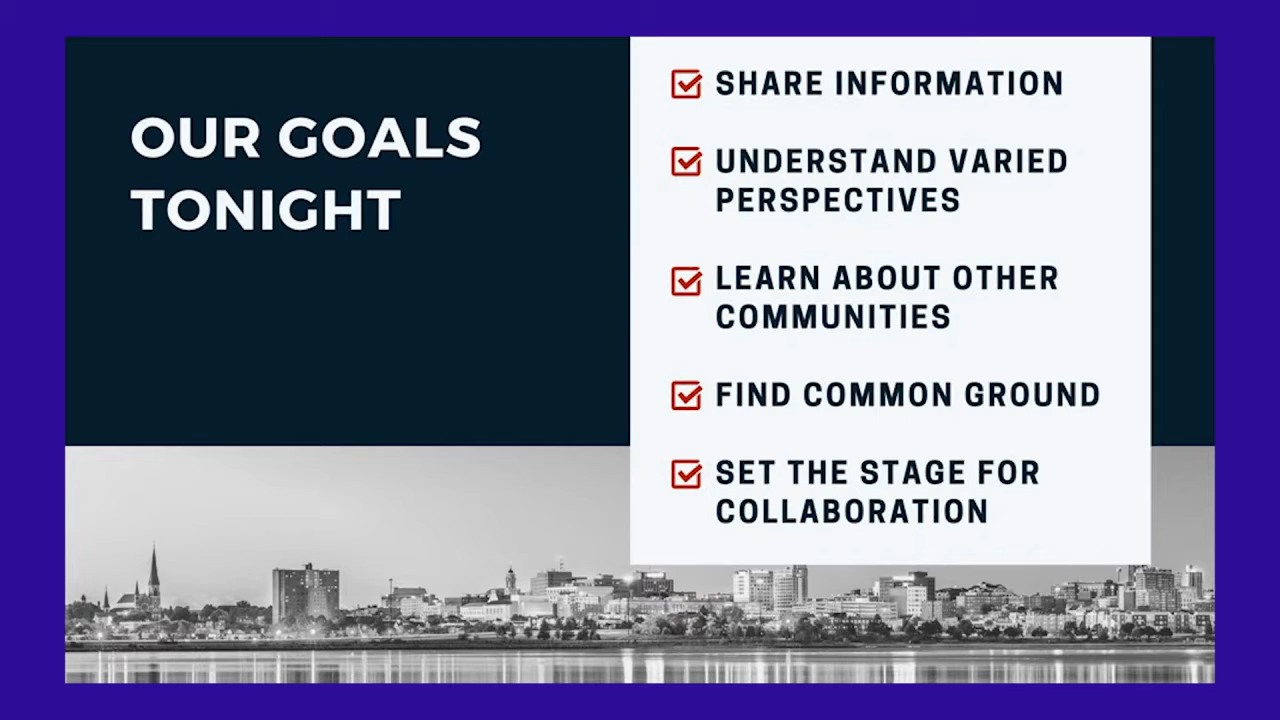 OUR GOALS
TONIGHT
SHARE INFORMATION
UNDERSTAND VARIED
PERSPECTIVES
LEARN ABOUT OTHER
COMMUNITIES
FIND COMMON GROUND
SET THE STAGE FOR
COLLABORATION